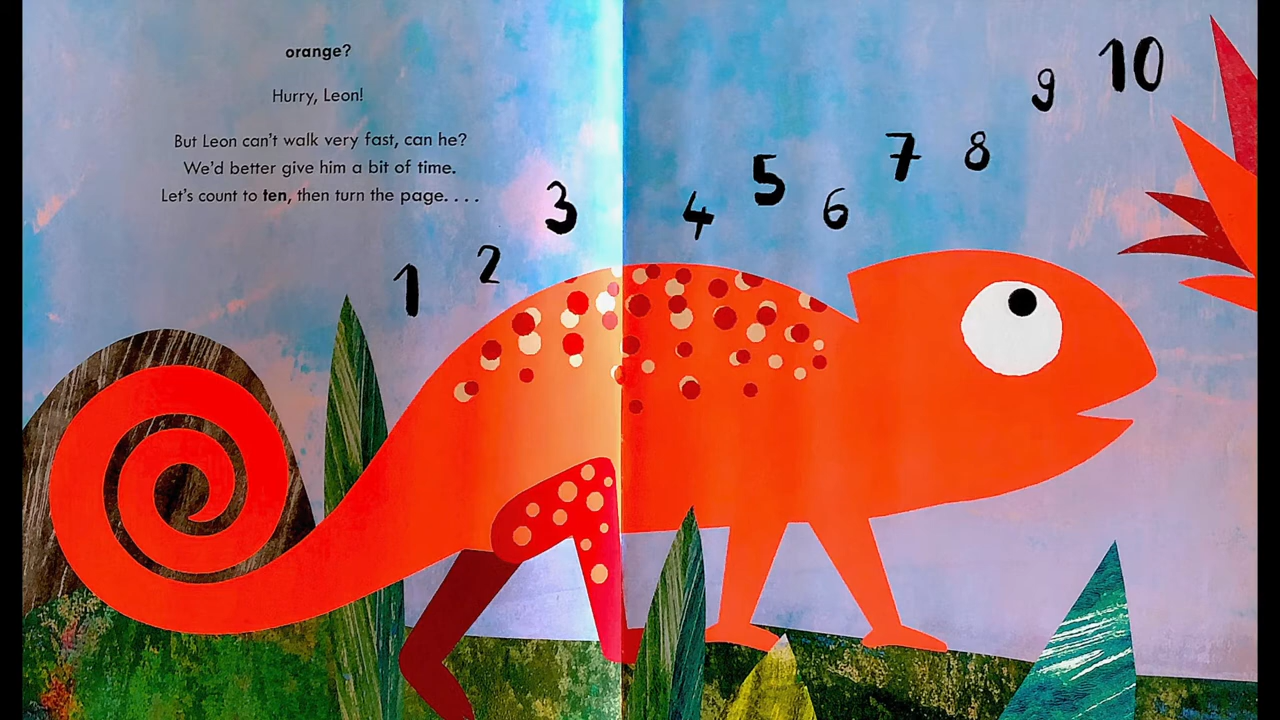 orange?
Hurry, Leon!
But Leon can't walk very fast, can he?
We'd better give him a bit of time.
Let's count to ten, then turn the page. . . .
1 2 3 4 5 6 7 8 9 10